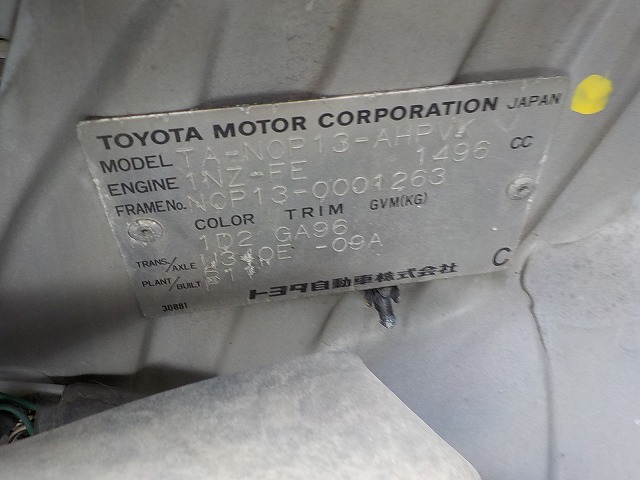 TOYOTA MOTOR CORPORATION JAPAN
MODEL TA-NCP13-AHPVK
ENGINE 1NZ-FE 1496 CC
FRAME No. NCP13-0001263
COLOR TRIM GVM(KG)
1D2 GA96
TRANS/AXLE -09A
PLANT/BUILT
トヨタ自動車株式会社 C
30881